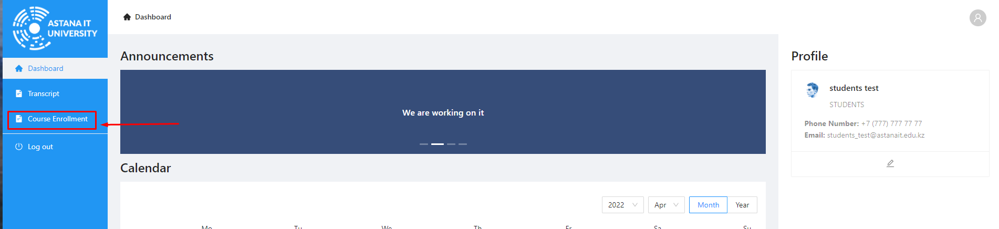 ASTANA IT
UNIVERSITY
Dashboard
Transcript
Course Enrollment
Log out
Dashboard
Announcements
We are working on it
Calendar
2022
Apr
Month
Year
Mo
Tu
We
Th
Fr
Sa
Su
Profile
students test
STUDENTS
Phone Number: +7 (777) 777 77 77
Email: students_test@astanait.edu.kz